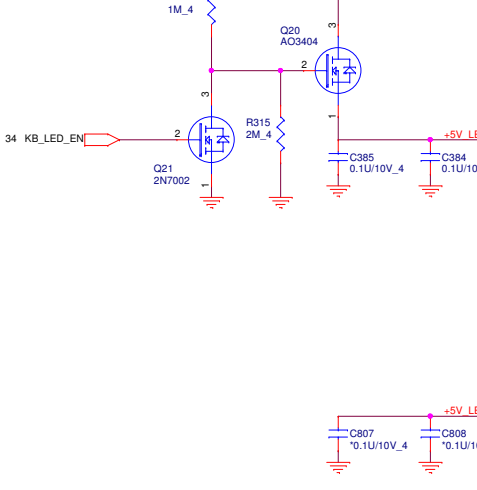 1M_4
3
Q20
AO3404
2
3
1
R315
2M_4
34 KB_LED_EN
2
+5V_LE
Q21
2N7002
1
C385
0.1U/10V_4
C384
0.1U/10
+5V_LE
C807
*0.1U/10V_4
C808
*0.1U/10